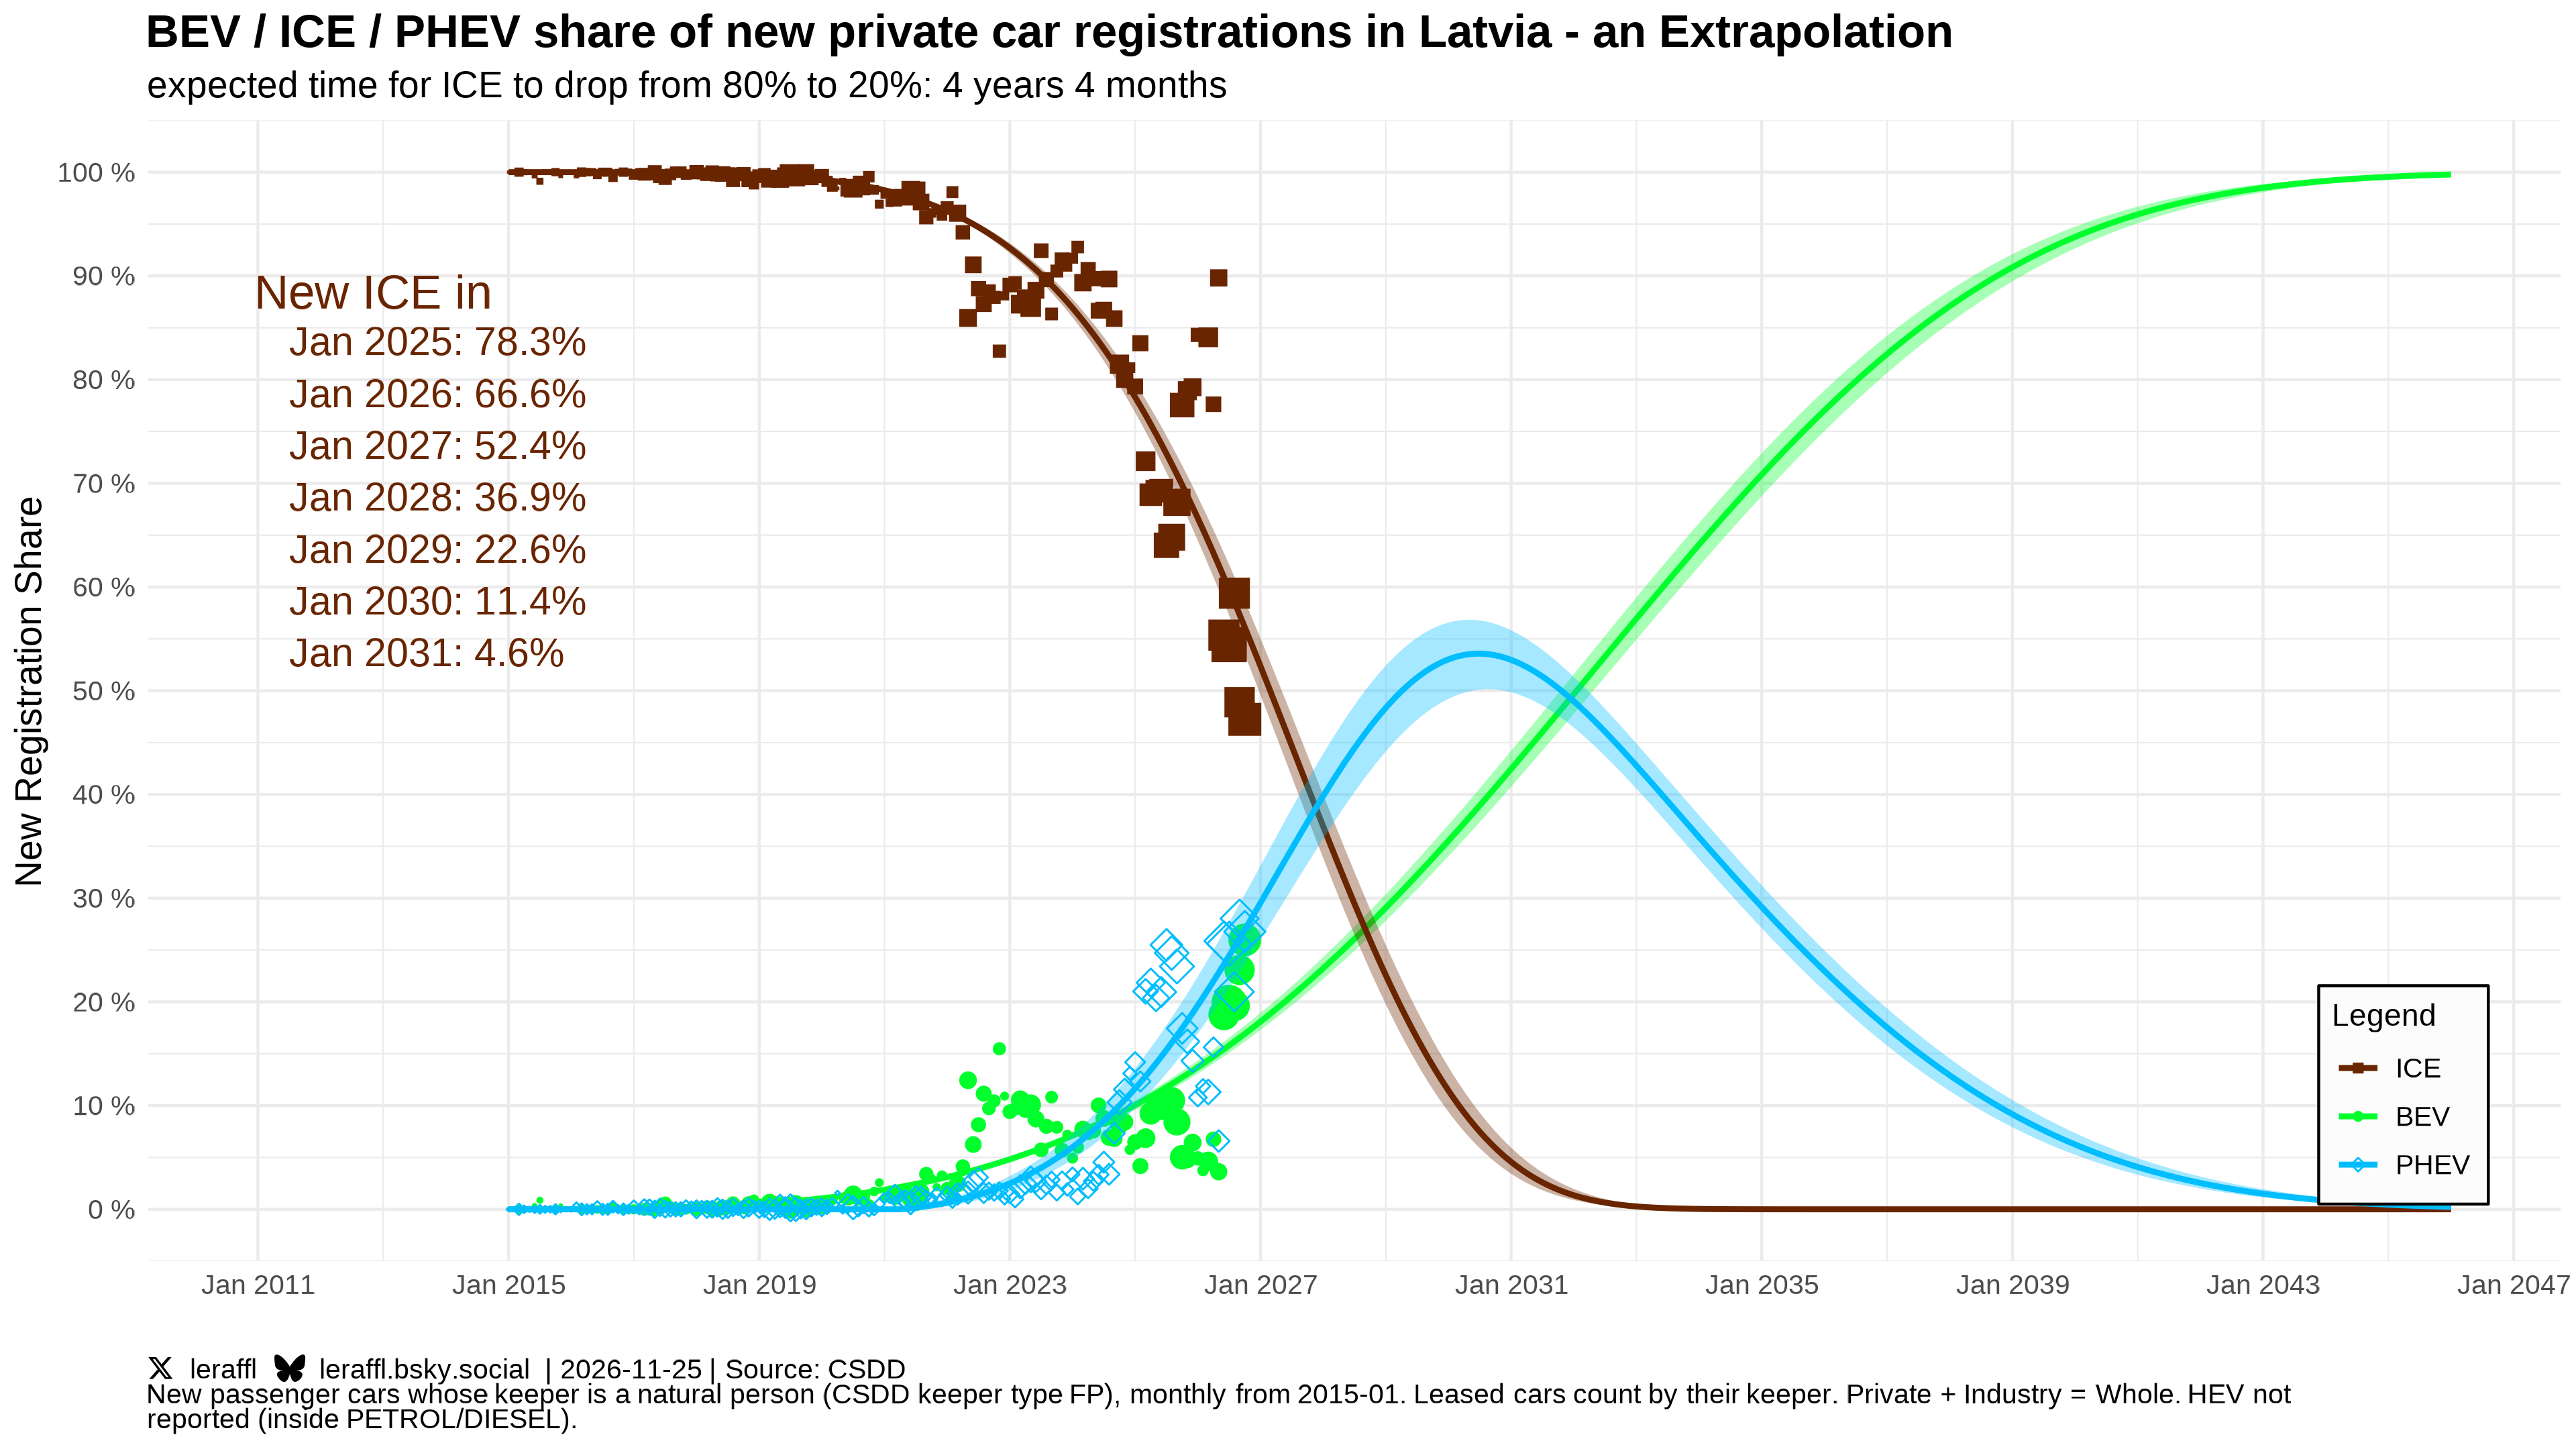 BEV / ICE / PHEV share of new private car registrations in Latvia - an Extrapolation
expected time for ICE to drop from 80% to 20%: 4 years 4 months
New Registration Share
100 %
90 %
80 %
70 %
60 %
50 %
40 %
30 %
20 %
10 %
0 %
New ICE in
Jan 2025: 78.3%
Jan 2026: 66.6%
Jan 2027: 52.4%
Jan 2028: 36.9%
Jan 2029: 22.6%
Jan 2030: 11.4%
Jan 2031: 4.6%
Legend
ICE
BEV
PHEV
Jan 2011
Jan 2015
Jan 2019
Jan 2023
Jan 2027
Jan 2031
Jan 2035
Jan 2039
Jan 2043
Jan 2047
leraffl leraffl.bsky.social | 2026-11-25 | Source: CSDD
New passenger cars whose keeper is a natural person (CSDD keeper type FP), monthly from 2015-01. Leased cars count by their keeper. Private + Industry = Whole. HEV not
reported (inside PETROL/DIESEL).